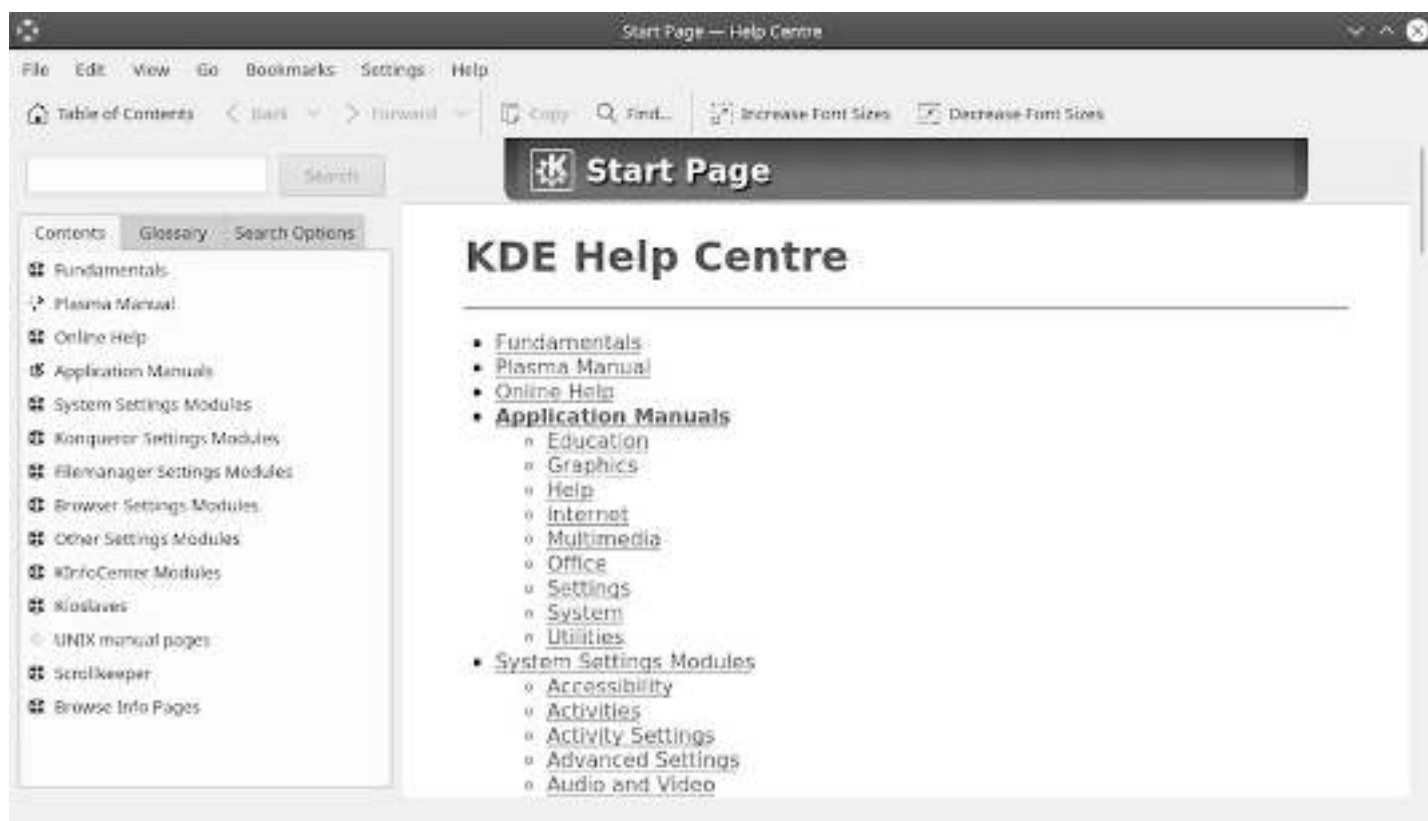 Start Page — Help Centre
File Edit View Go Bookmarks Settings Help
Table of Contents Back Forward Copy Find... Increase Font Sizes Decrease Font Sizes
Search
Start Page
Contents Glossary Search Options
Fundamentals
Plasma Manual
Online Help
Application Manuals
System Settings Modules
Konqueror Settings Modules
Filemanager Settings Modules
Browser Settings Modules
Other Settings Modules
KInfoCenter Modules
Kioslaves
UNIX manual pages
Scrollkeeper
Browse Info Pages
KDE Help Centre
Fundamentals
Plasma Manual
Online Help
Application Manuals
Education
Graphics
Help
Internet
Multimedia
Office
Settings
System
Utilities
System Settings Modules
Accessibility
Activities
Activity Settings
Advanced Settings
Audio and Video